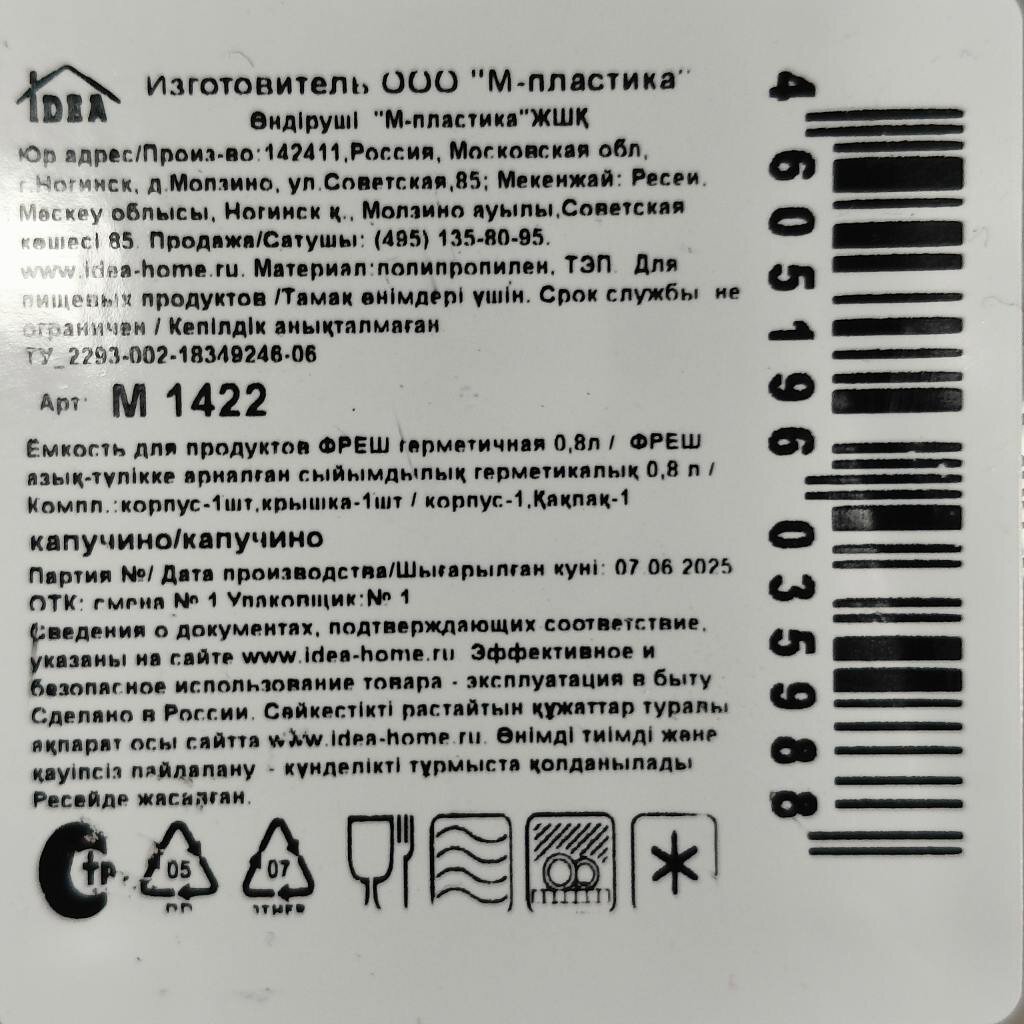 IDEA
Изготовитель ООО "М-пластика"
Өндіруші "М-пластика"ЖШҚ
Юр адрес/Произ-во:142411,Россия, Московская обл,
г.Ногинск, д.Молзино, ул.Советская,85; Мекенжай: Ресей.
Мәскеу облысы, Ногинск қ., Молзино ауылы,Советская
көшесі 85. Продажа/Сатушы: (495) 135-80-95.
www.idea-home.ru. Материал:полипропилен, ТЭП Для
пищевых продуктов /Тамақ өнімдері үшін. Срок службы не
ограничен / Кепілдік анықталмаған
ТУ_2293-002-18349246-06
Арт М 1422
Емкость для продуктов ФРЕШ герметичная 0,8л / ФРЕШ
азық-түлікке арналган сыйымдылық герметикалық 0,8 л /
Компл.:корпус-1шт,крышка-1шт / корпус-1,Қақпақ-1
капучино/капучино
Партия №/ Дата производства/Шығарылған күні: 07 06 2025
ОТК: смена № 1 Упаковщик:№ 1
Сведения о документах, подтверждающих соответствие,
указаны на сайте www.idea-home.ru Эффективное и
безопасное использование товара - эксплуатация в быту
Сделано в России. Сәйкестікті растайтын құжаттар туралы
ақпарат осы сайтта www.idea-home.ru. Өнімді тиімді және
қауіпсіз пайдалану - күнделікті тұрмыста қолданылады
Ресейде жасалған.
05
07
PP
4605196035988